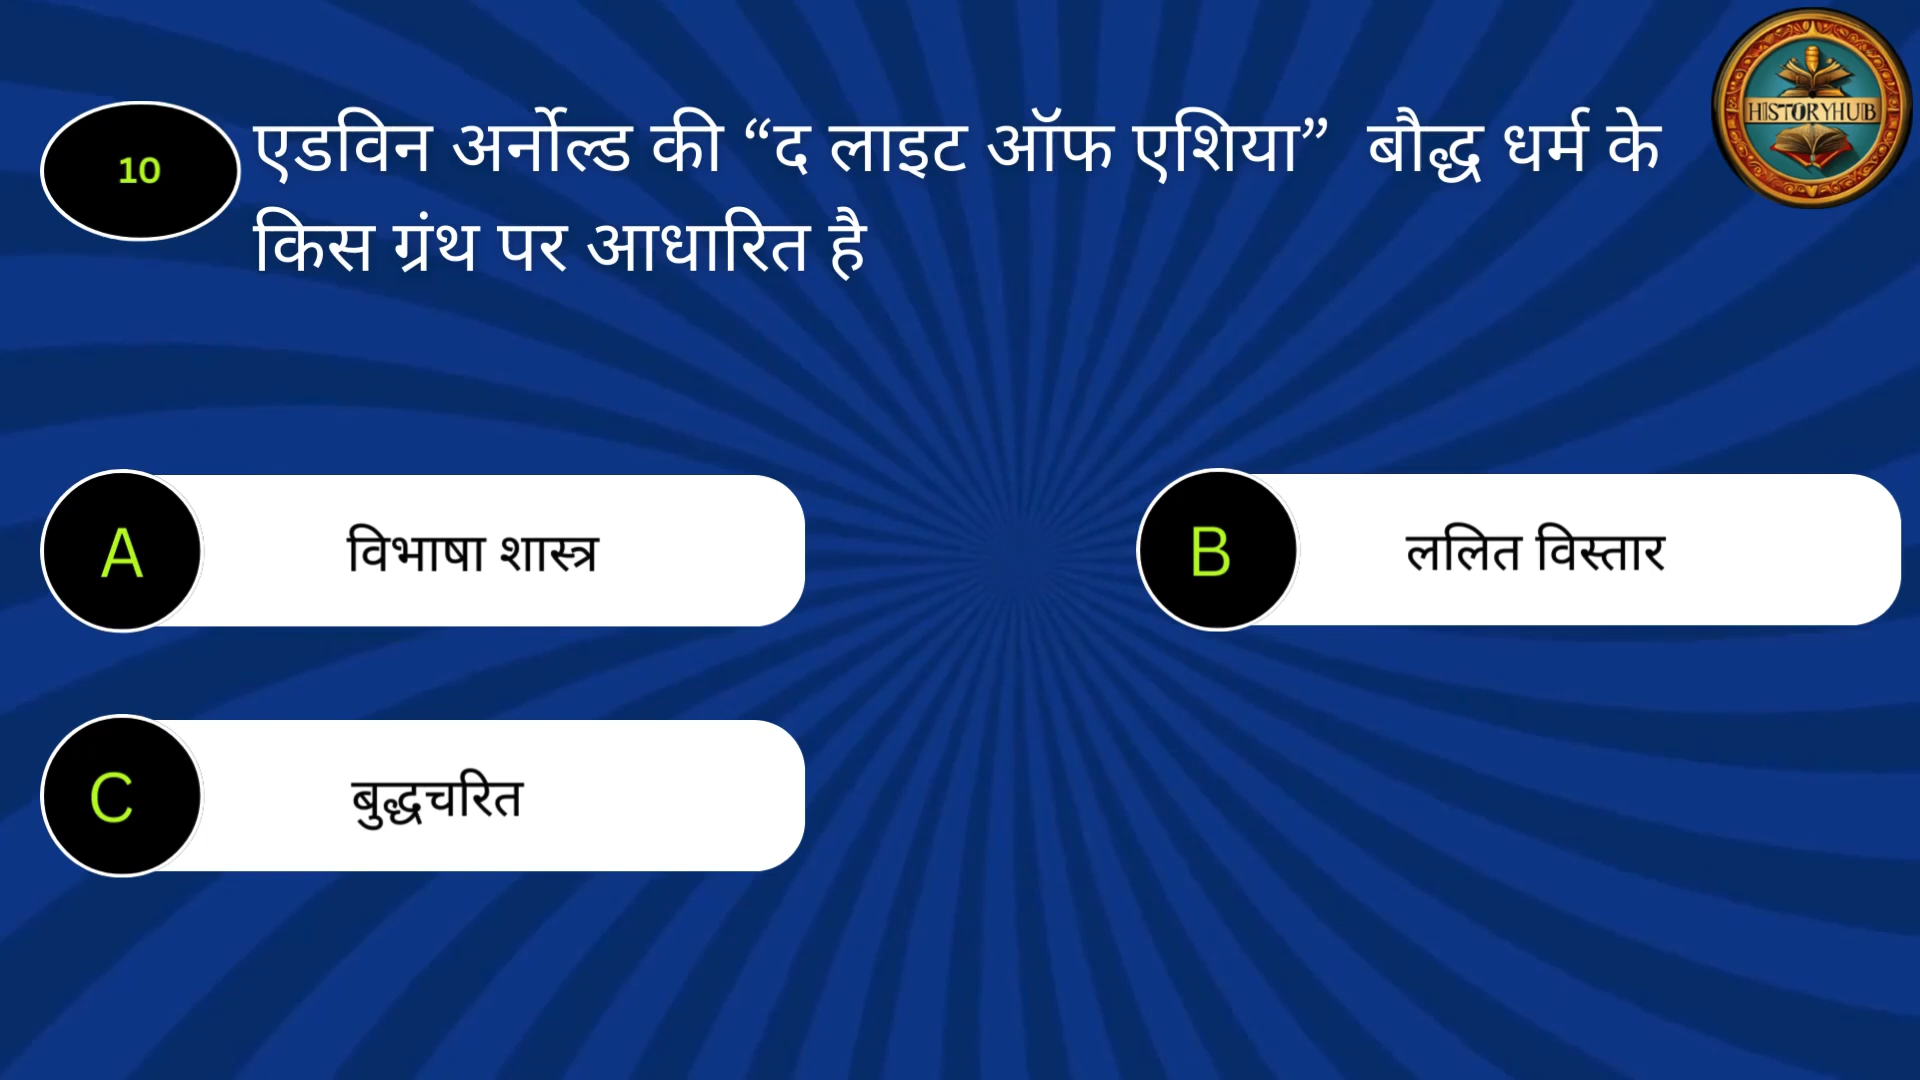 10
एडविन अर्नोल्ड की “द लाइट ऑफ एशिया” बौद्ध धर्म के
किस ग्रंथ पर आधारित है
HISTORYHUB
A
विभाषा शास्त्र
B
ललित विस्तार
C
बुद्धचरित